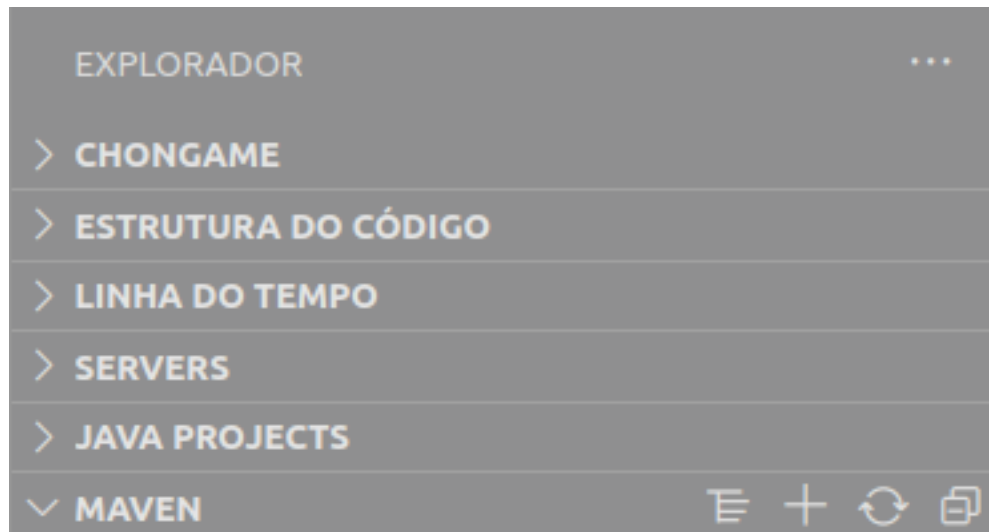 EXPLORADOR
CHONGAME
ESTRUTURA DO CÓDIGO
LINHA DO TEMPO
SERVERS
JAVA PROJECTS
MAVEN